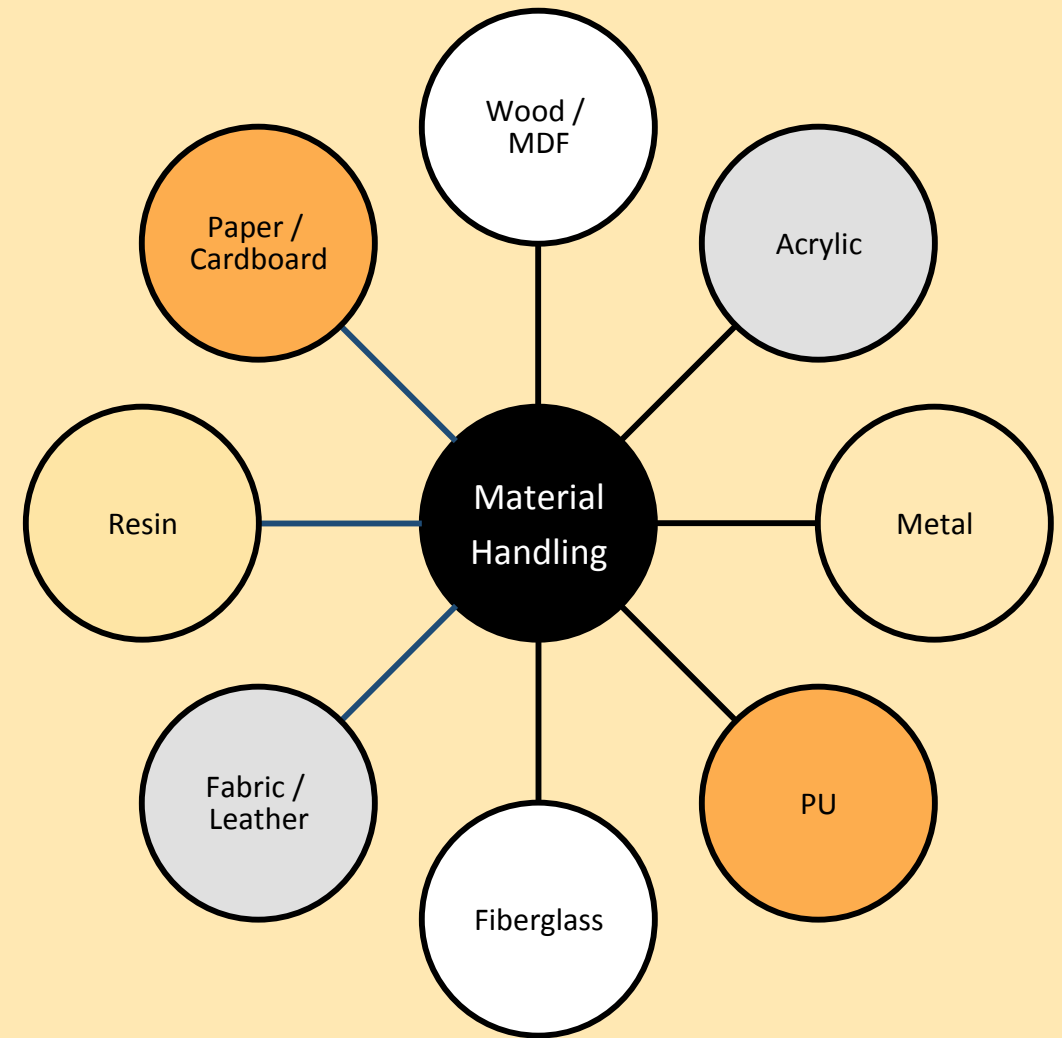 Wood /
MDF
Paper /
Cardboard
Acrylic
Material
Handling
Resin
Metal
Fabric /
Leather
PU
Fiberglass